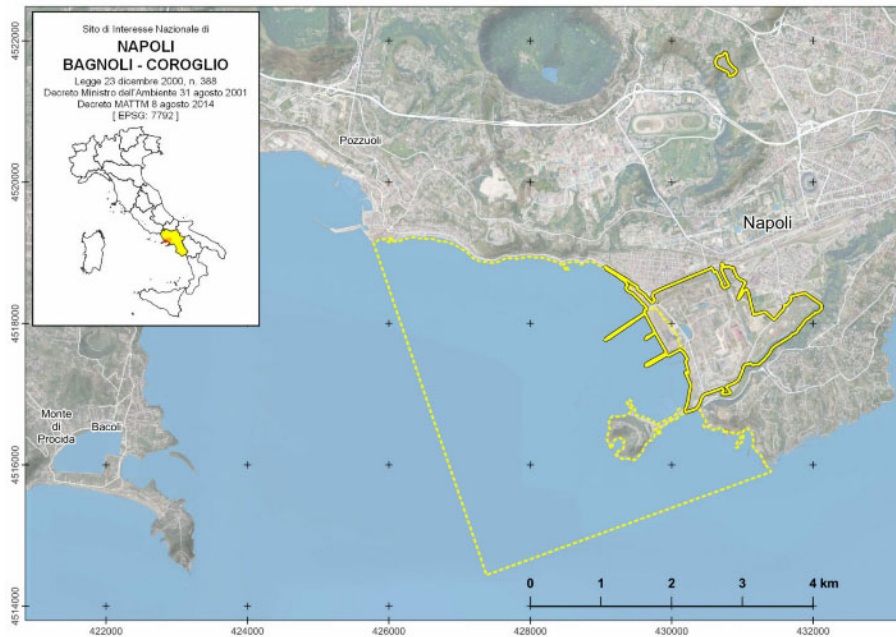 Sito di Interesse Nazionale di
NAPOLI
BAGNOLI - COROGLIO
Legge 23 dicembre 2000, n. 388
Decreto Ministro dell'Ambiente 31 agosto 2001
Decreto MATTM 8 agosto 2014
[ EPSG: 7792 ]
Pozzuoli
Napoli
Monte
di
Procida
Bacoli
4522000
4520000
4518000
4516000
4514000
0 1 2 3 4 km
422000 424000 426000 428000 430000 432000